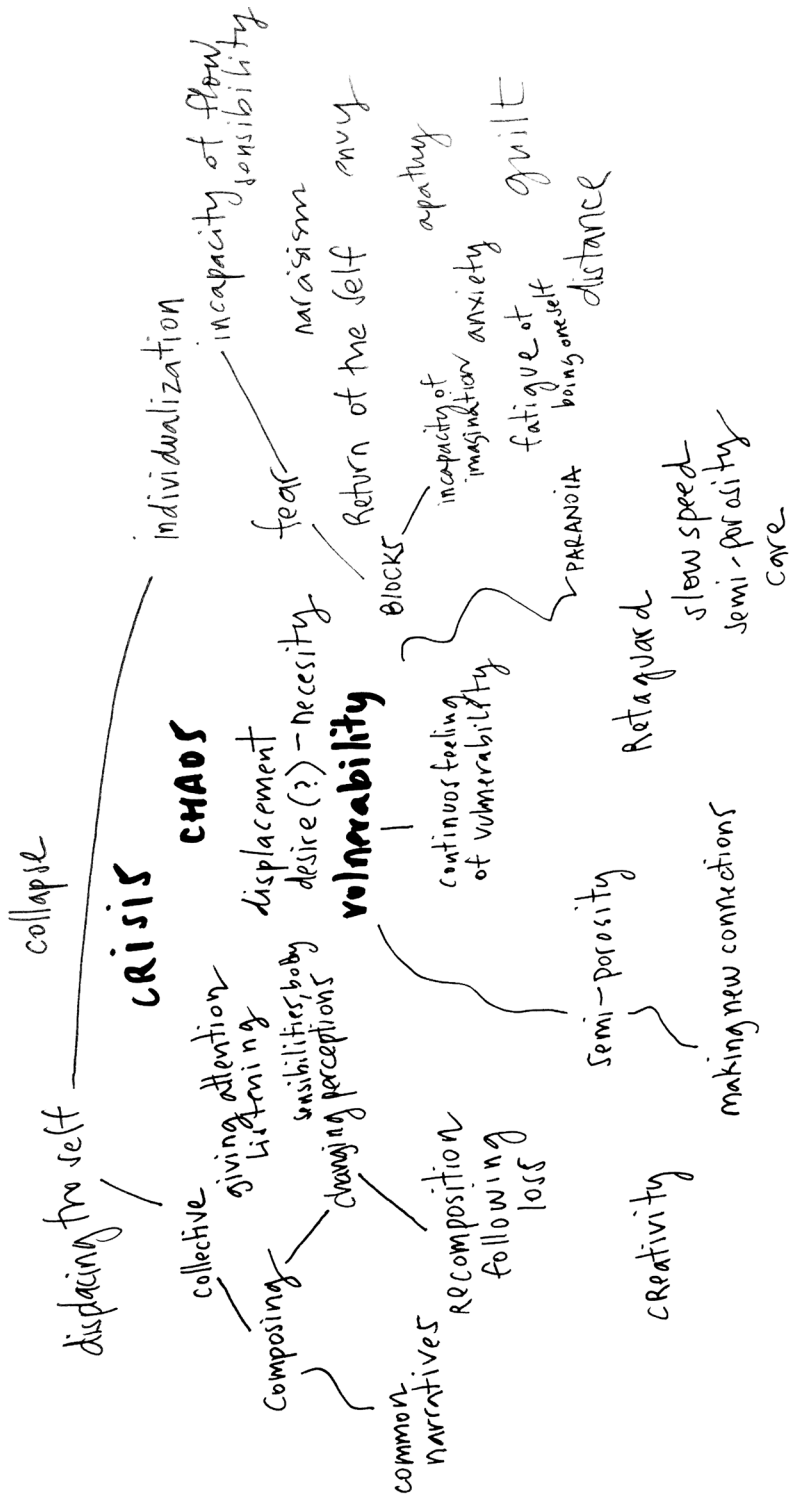 collapse
displacing the self
individualization
CRISIS
CHAOS
incapacity of flow
sensibility
collective
giving attention
listening
displacement
desire (?) – necesity
vulnerability
fear
narcisism
Return of the self
envy
composing
changing perceptions
sensibilities, body
BLOCKS
incapacity of
imagination
anxiety
apathy
common
narratives
Recomposition
following
loss
continuos feeling
of vulnerability
PARANOIA
fatigue of
being oneself
guilt
distance
semi-porosity
making new connections
creativity
Retaguard
slow speed
semi-porosity
care